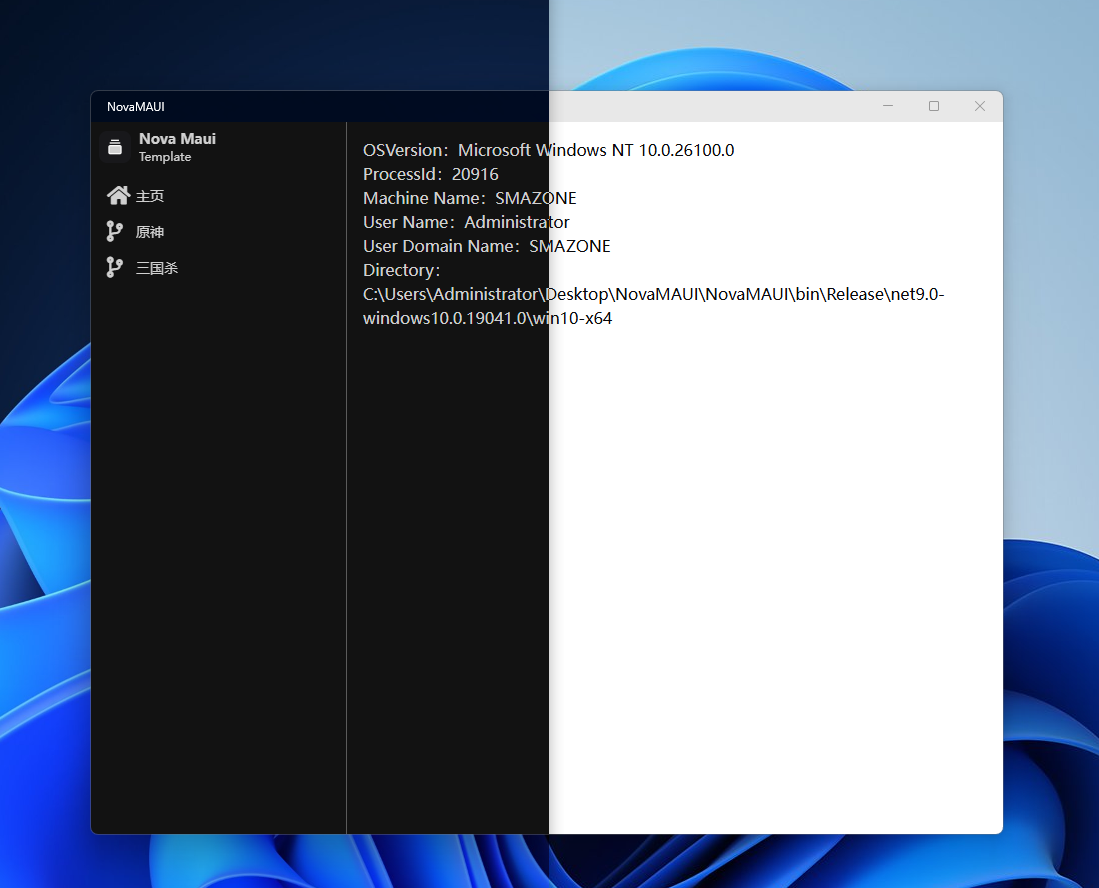 NovaMAUI
Nova Maui
Template
主页
原神
三国杀
OSVersion：Microsoft Windows NT 10.0.26100.0
ProcessId：20916
Machine Name：SMAZONE
User Name：Administrator
User Domain Name：SMAZONE
Directory：
C:\Users\Administrator\Desktop\NovaMAUI\NovaMAUI\bin\Release\net9.0-
windows10.0.19041.0\win10-x64